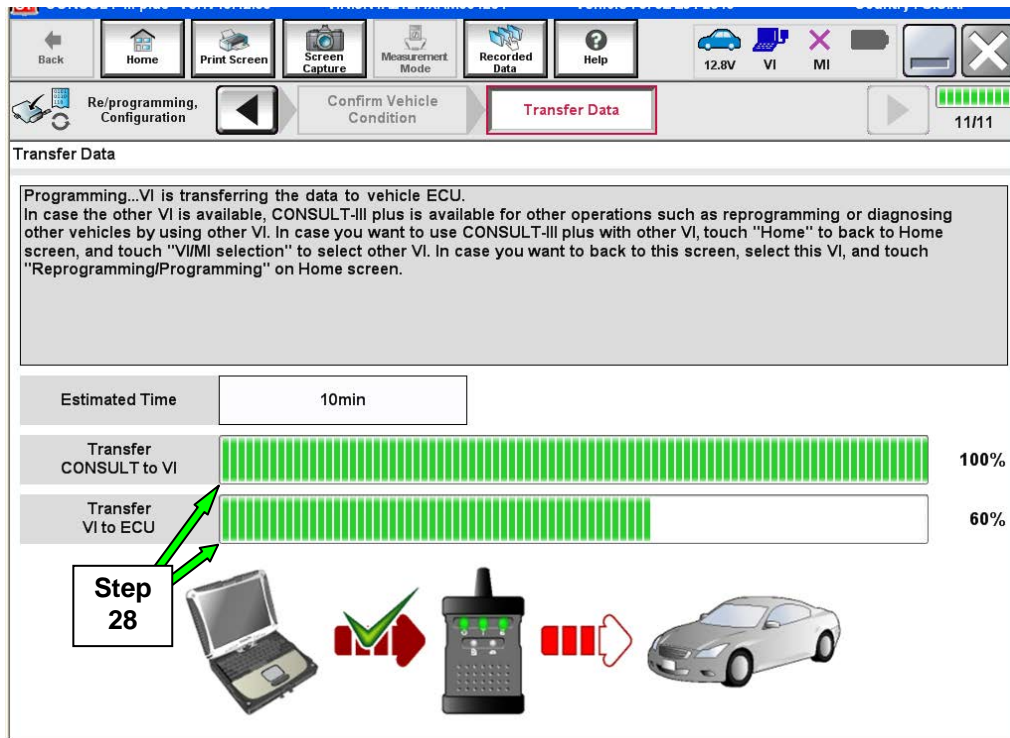 Back
Home
Print Screen
Screen
Capture
Measurement
Mode
Recorded
Data
Help
12.8V
VI
MI
Re/programming,
Configuration
Confirm Vehicle
Condition
Transfer Data
11/11
Transfer Data
Programming...VI is transferring the data to vehicle ECU.
In case the other VI is available, CONSULT-III plus is available for other operations such as reprogramming or diagnosing
other vehicles by using other VI. In case you want to use CONSULT-III plus with other VI, touch "Home" to back to Home
screen, and touch "VI/MI selection" to select other VI. In case you want to back to this screen, select this VI, and touch
"Reprogramming/Programming" on Home screen.
Estimated Time
10min
Transfer
CONSULT to VI
100%
Transfer
VI to ECU
60%
Step
28